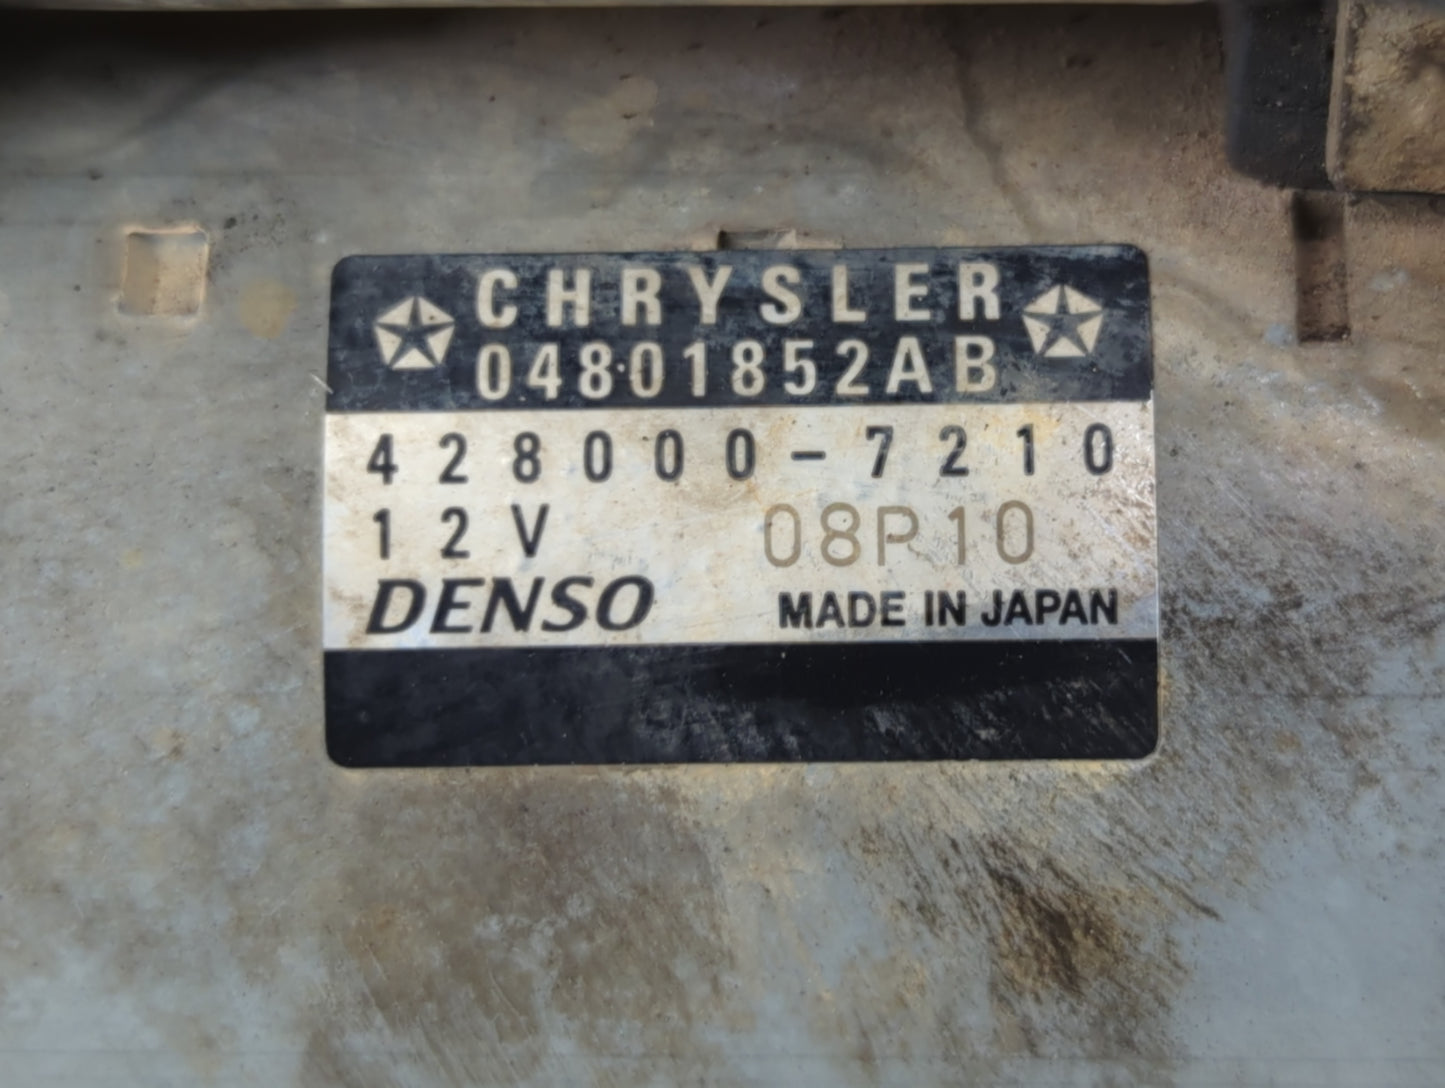 CHRYSLER
04801852AB
428000-7210
12V 08P10
DENSO MADE IN JAPAN